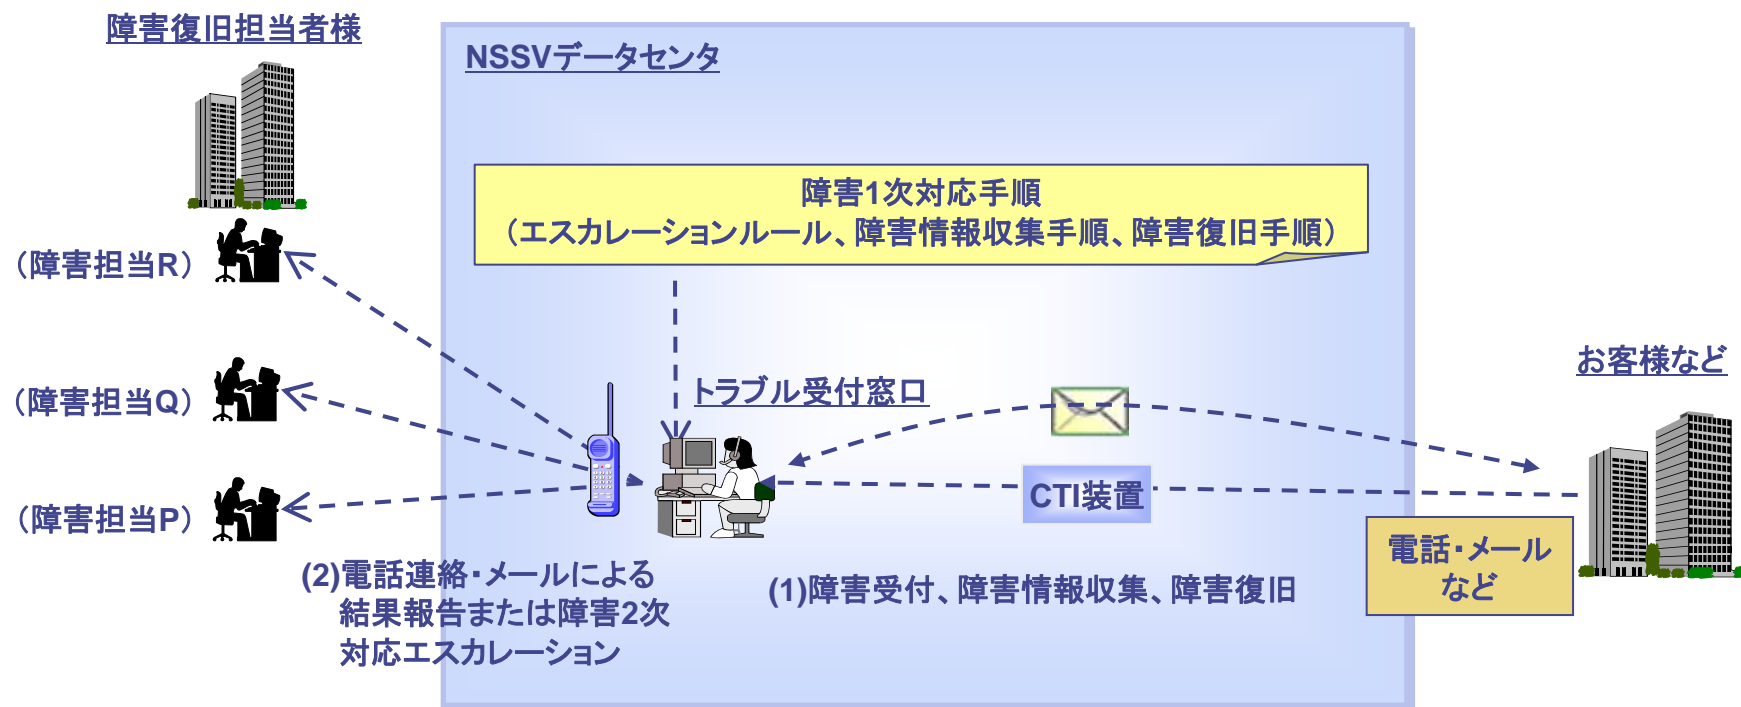 障害復旧担当者様
NSSVデータセンタ
障害1次対応手順
（エスカレーションルール、障害情報収集手順、障害復旧手順）
（障害担当R）
お客様など
トラブル受付窓口
（障害担当Q）
CTI装置
（障害担当P）
電話・メール
など
(2)電話連絡・メールによる
結果報告または障害2次
対応エスカレーション
(1)障害受付、障害情報収集、障害復旧